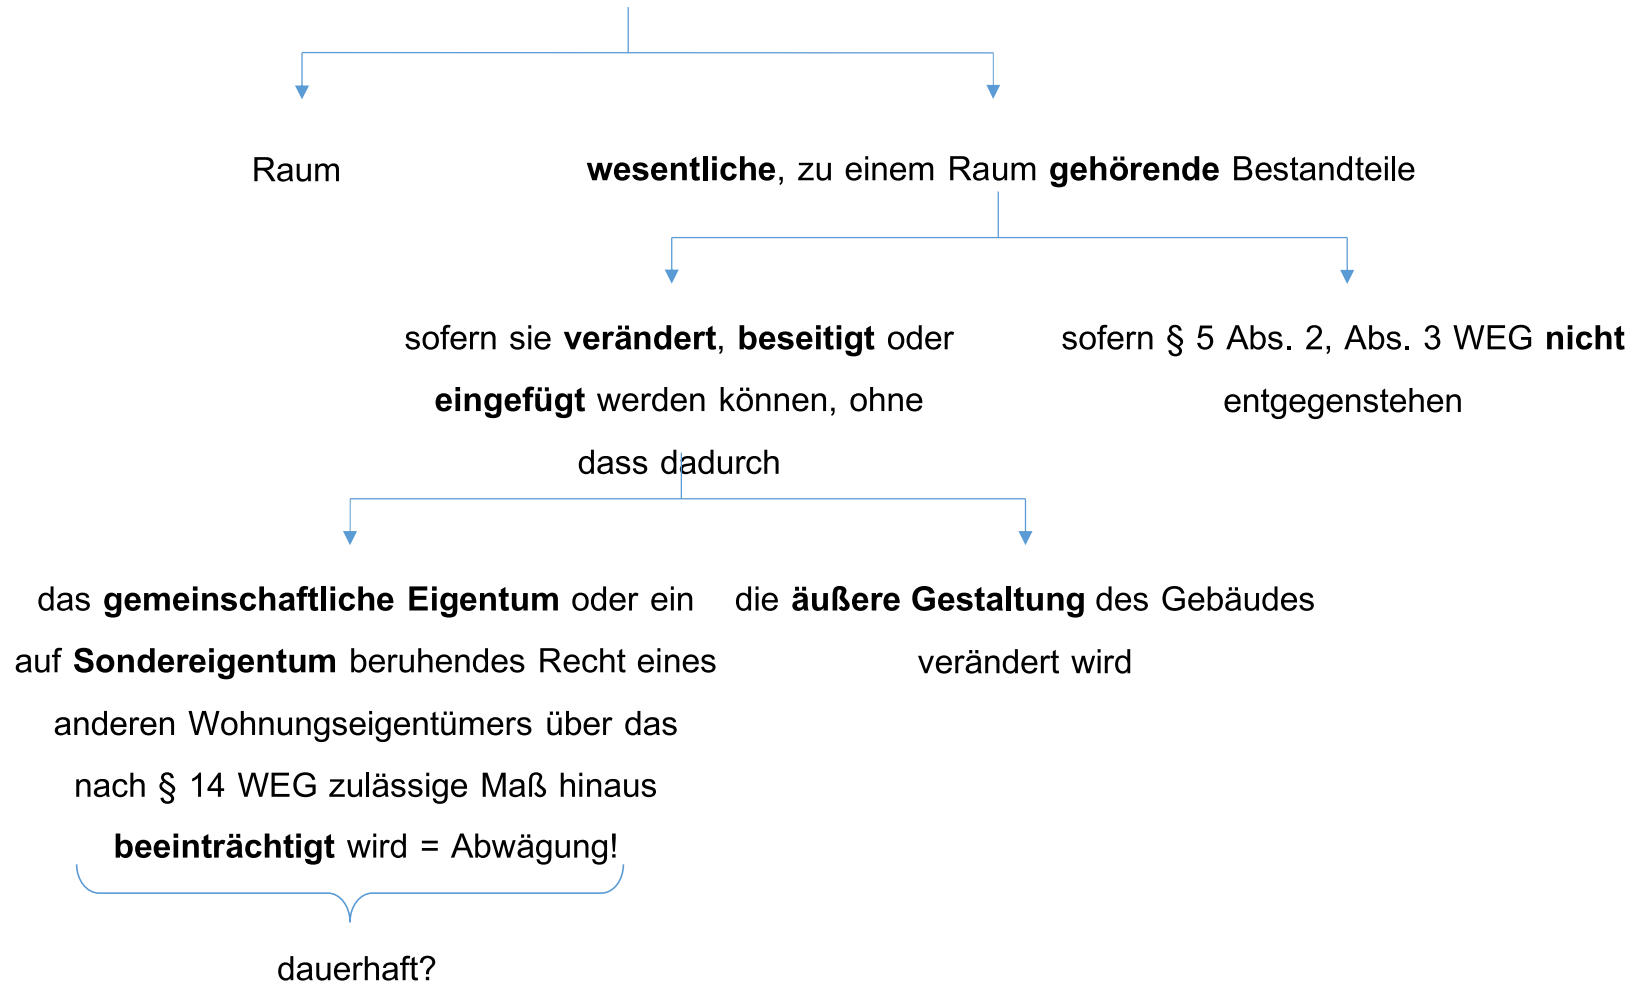 Raum
wesentliche, zu einem Raum gehörende Bestandteile
sofern sie verändert, beseitigt oder
eingefügt werden können, ohne
dass dadurch
sofern § 5 Abs. 2, Abs. 3 WEG nicht
entgegenstehen
das gemeinschaftliche Eigentum oder ein
auf Sondereigentum beruhendes Recht eines
anderen Wohnungseigentümers über das
nach § 14 WEG zulässige Maß hinaus
beeinträchtigt wird = Abwägung!
die äußere Gestaltung des Gebäudes
verändert wird
dauerhaft?